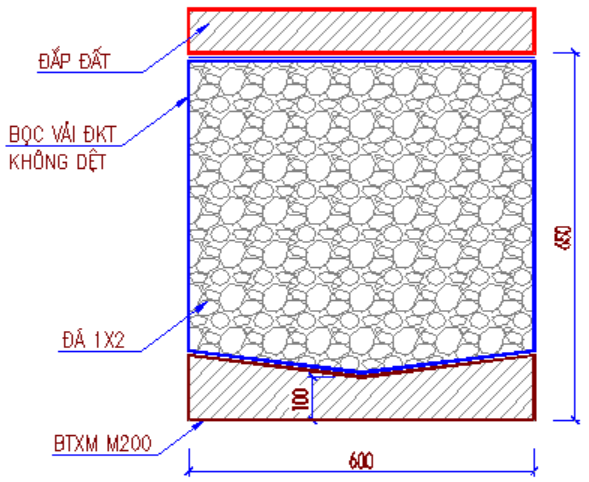 ĐẮP ĐẤT
BỌC VẢI ĐKT
KHÔNG DỆT
650
ĐÁ 1X2
100
BTXM M200
600